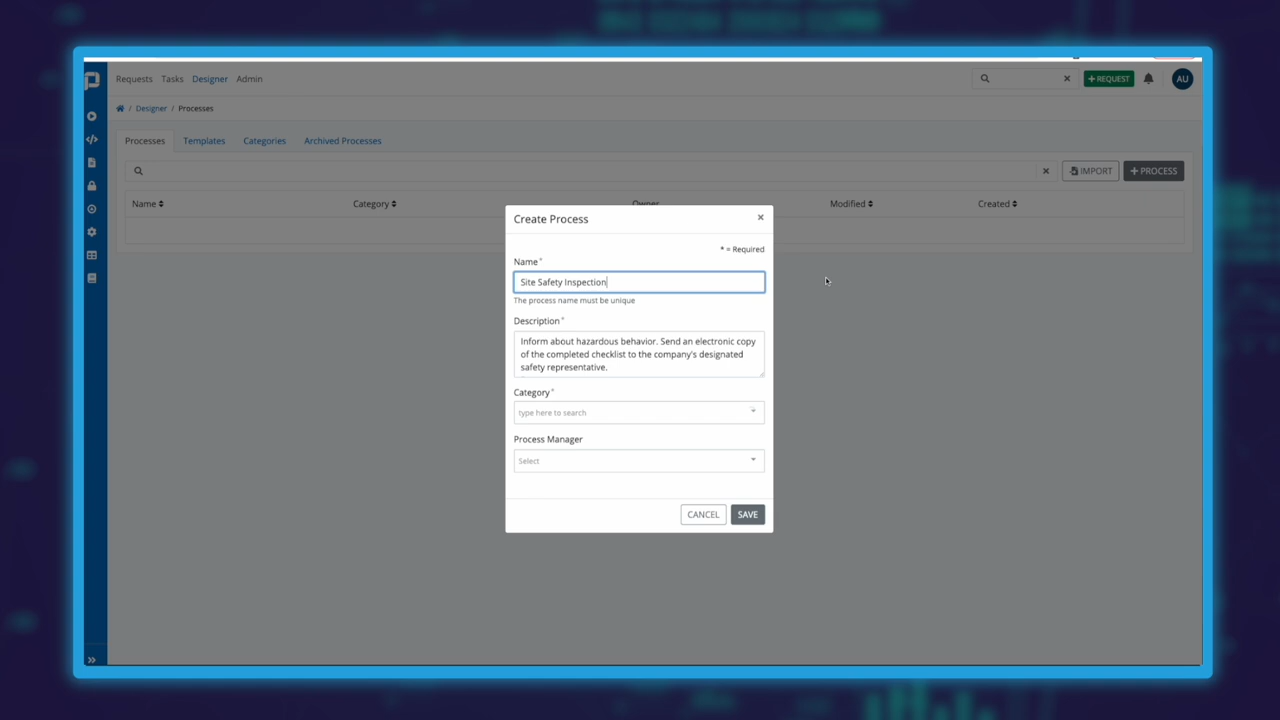 Requests Tasks Designer Admin
+ REQUEST
AU
/ Designer / Processes
Processes Templates Categories Archived Processes
IMPORT
+ PROCESS
Name Category Owner Modified Created
Create Process
×
* = Required
Name*
Site Safety Inspection
The process name must be unique
Description*
Inform about hazardous behavior. Send an electronic copy
of the completed checklist to the company's designated
safety representative.
Category*
type here to search
Process Manager
Select
CANCEL SAVE